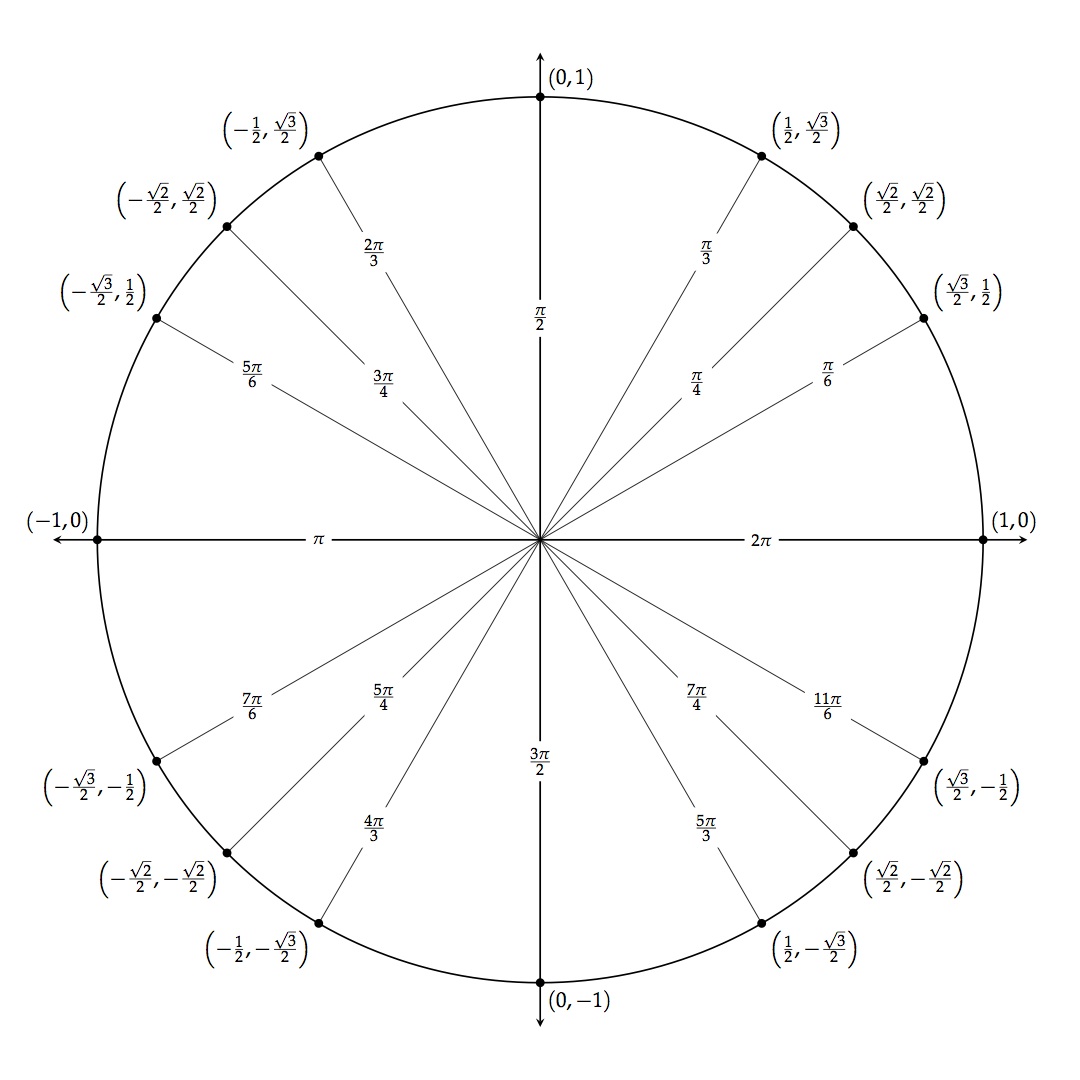 (0, 1)
(−1/2, √3/2)
(1/2, √3/2)
(−√2/2, √2/2)
(√2/2, √2/2)
2π/3
π/3
(−√3/2, 1/2)
(√3/2, 1/2)
π/2
5π/6
3π/4
π/4
π/6
(−1, 0)
(1, 0)
π
2π
7π/6
5π/4
7π/4
11π/6
3π/2
(−√3/2, −1/2)
(√3/2, −1/2)
4π/3
5π/3
(−√2/2, −√2/2)
(√2/2, −√2/2)
(−1/2, −√3/2)
(1/2, −√3/2)
(0, −1)